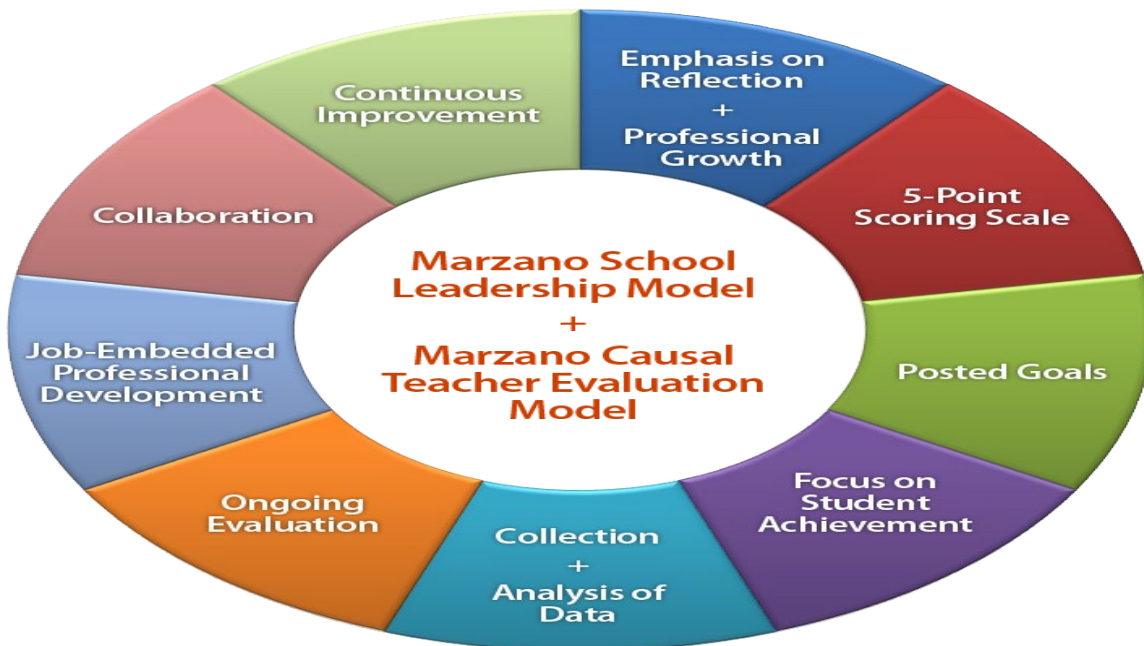 Emphasis on
Reflection
+
Professional
Growth
5-Point
Scoring Scale
Posted Goals
Focus on
Student
Achievement
Collection
+
Analysis of
Data
Ongoing
Evaluation
Job-Embedded
Professional
Development
Collaboration
Continuous
Improvement
Marzano School
Leadership Model
+
Marzano Causal
Teacher Evaluation
Model